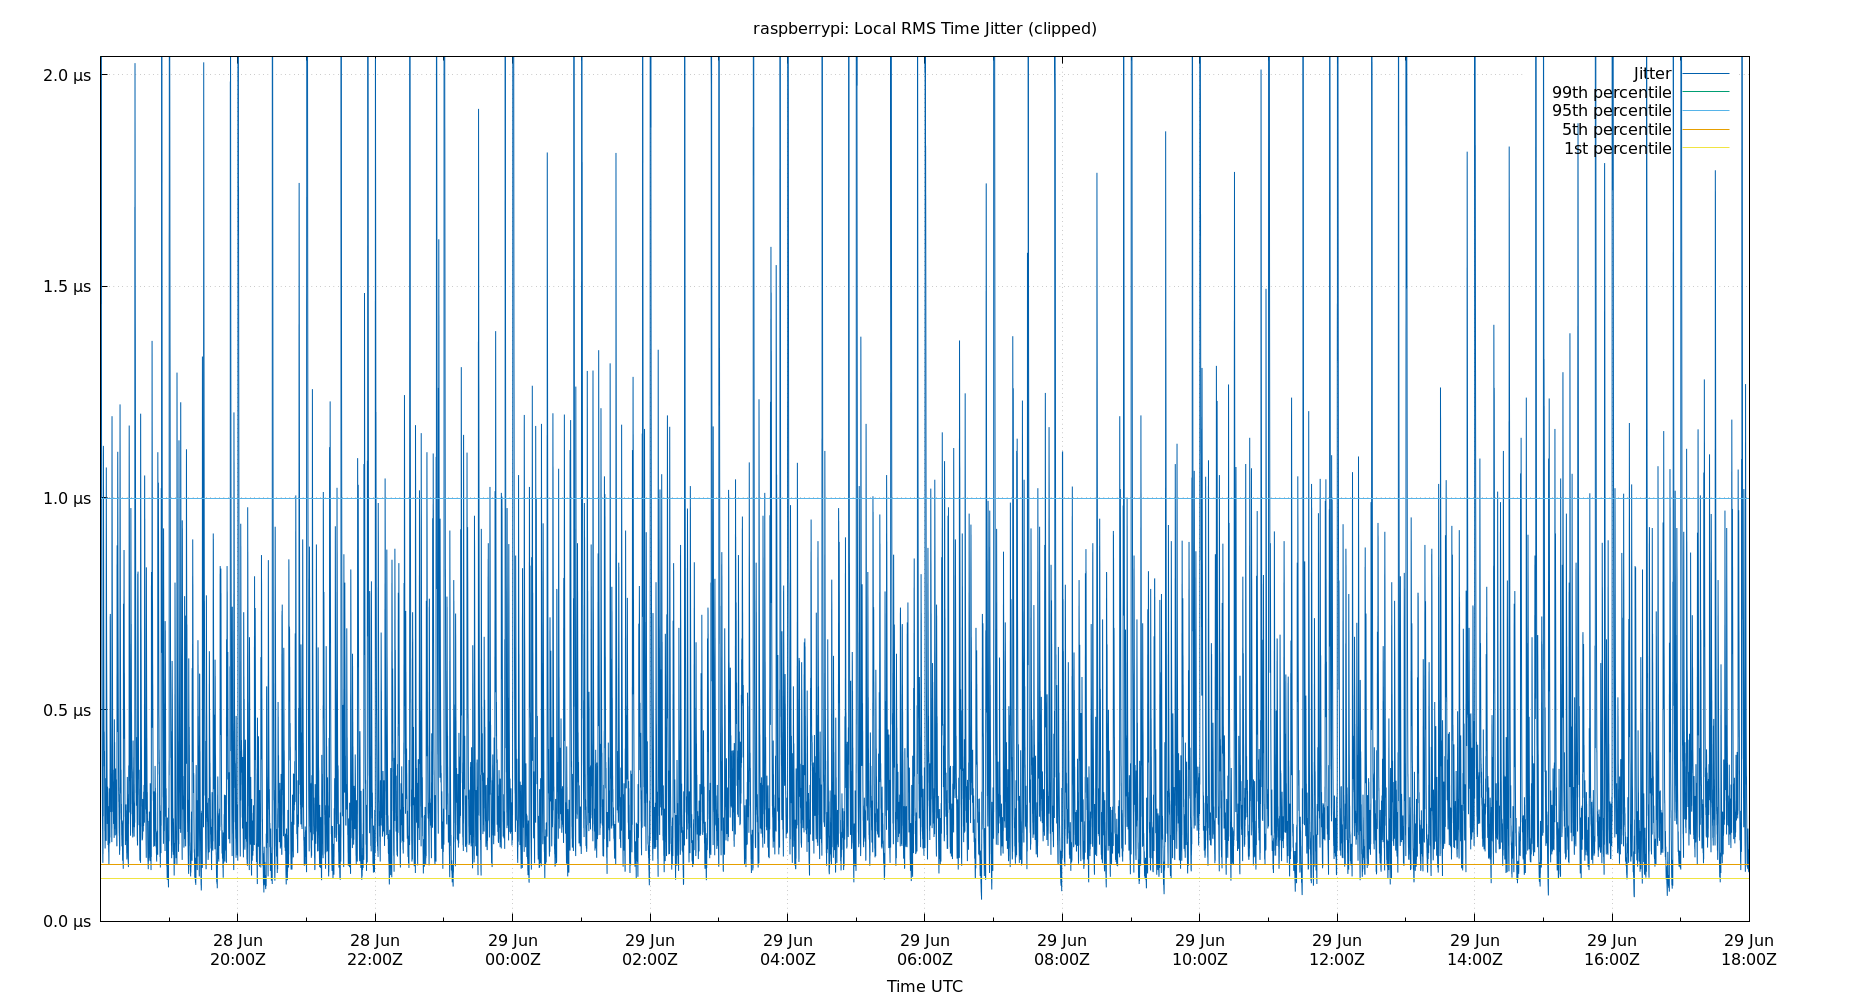 raspberrypi: Local RMS Time Jitter (clipped)
2.0 μs
1.5 μs
1.0 μs
0.5 μs
0.0 μs
Jitter
99th percentile
95th percentile
5th percentile
1st percentile
28 Jun 28 Jun 29 Jun 29 Jun 29 Jun 29 Jun 29 Jun 29 Jun 29 Jun 29 Jun 29 Jun 29 Jun
20:00Z 22:00Z 00:00Z 02:00Z 04:00Z 06:00Z 08:00Z 10:00Z 12:00Z 14:00Z 16:00Z 18:00Z
Time UTC